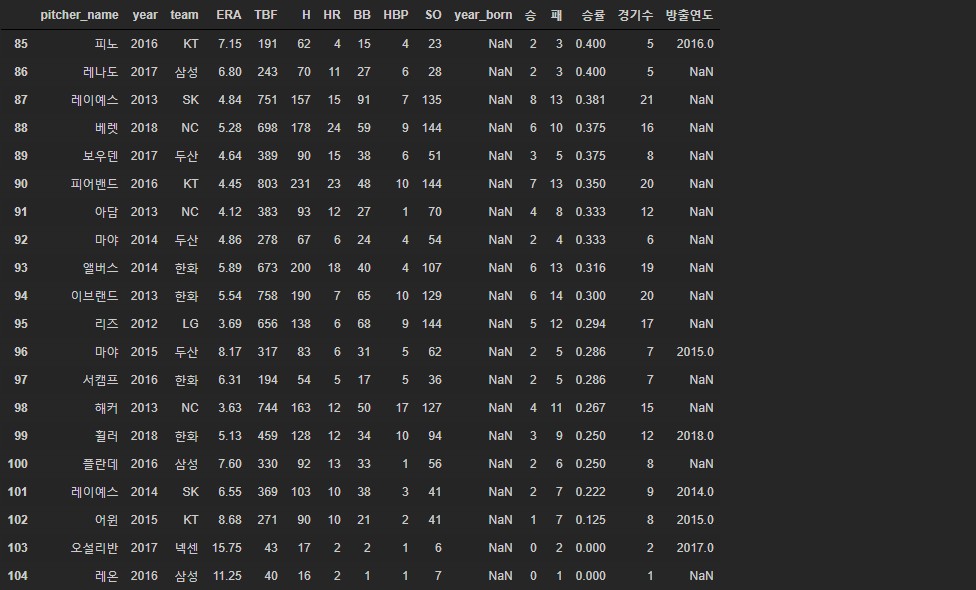 pitcher_name year team ERA TBF H HR BB HBP SO year_born 승 패 승률 경기수 방출연도
85 피노 2016 KT 7.15 191 62 4 15 4 23 NaN 2 3 0.400 5 2016.0
86 레나도 2017 삼성 6.80 243 70 11 27 6 28 NaN 2 3 0.400 5 NaN
87 레이예스 2013 SK 4.84 751 157 15 91 7 135 NaN 8 13 0.381 21 NaN
88 베렛 2018 NC 5.28 698 178 24 59 9 144 NaN 6 10 0.375 16 NaN
89 보우덴 2017 두산 4.64 389 90 15 38 6 51 NaN 3 5 0.375 8 NaN
90 피어밴드 2016 KT 4.45 803 231 23 48 10 144 NaN 7 13 0.350 20 NaN
91 아담 2013 NC 4.12 383 93 12 27 1 70 NaN 4 8 0.333 12 NaN
92 마야 2014 두산 4.86 278 67 6 24 4 54 NaN 2 4 0.333 6 NaN
93 앨버스 2014 한화 5.89 673 200 18 40 4 107 NaN 6 13 0.316 19 NaN
94 이브랜드 2013 한화 5.54 758 190 7 65 10 129 NaN 6 14 0.300 20 NaN
95 리즈 2012 LG 3.69 656 138 6 68 9 144 NaN 5 12 0.294 17 NaN
96 마야 2015 두산 8.17 317 83 6 31 5 62 NaN 2 5 0.286 7 2015.0
97 서캠프 2016 한화 6.31 194 54 5 17 5 36 NaN 2 5 0.286 7 NaN
98 해커 2013 NC 3.63 744 163 12 50 17 127 NaN 4 11 0.267 15 NaN
99 휠러 2018 한화 5.13 459 128 12 34 10 94 NaN 3 9 0.250 12 2018.0
100 플란데 2016 삼성 7.60 330 92 13 33 1 56 NaN 2 6 0.250 8 NaN
101 레이예스 2014 SK 6.55 369 103 10 38 3 41 NaN 2 7 0.222 9 2014.0
102 어윈 2015 KT 8.68 271 90 10 21 2 41 NaN 1 7 0.125 8 2015.0
103 오설리반 2017 넥센 15.75 43 17 2 2 1 6 NaN 0 2 0.000 2 2017.0
104 레온 2016 삼성 11.25 40 16 2 1 1 7 NaN 0 1 0.000 1 NaN